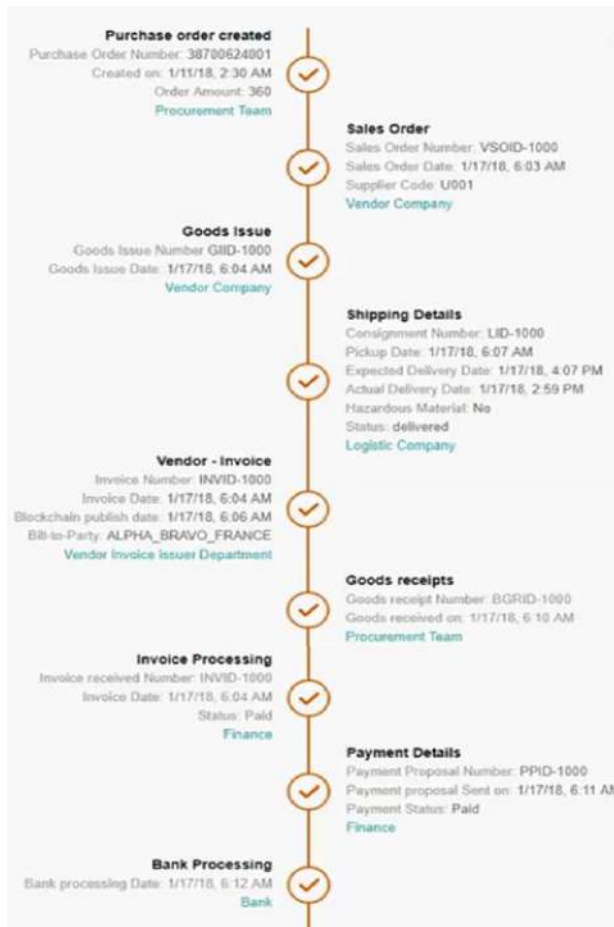 Purchase order created
Purchase Order Number: 38700624001
Created on: 1/11/18, 2:30 AM
Order Amount: 360
Procurement Team
Sales Order
Sales Order Number: VSOID-1000
Sales Order Date: 1/17/18, 6:03 AM
Supplier Code: U001
Vendor Company
Goods Issue
Goods Issue Number GIID-1000
Goods Issue Date: 1/17/18, 6:04 AM
Vendor Company
Shipping Details
Consignment Number: LID-1000
Pickup Date: 1/17/18, 6:07 AM
Expected Delivery Date: 1/17/18, 4:07 PM
Actual Delivery Date: 1/17/18, 2:59 PM
Hazardous Material: No
Status: delivered
Logistic Company
Vendor - Invoice
Invoice Number: INVID-1000
Invoice Date: 1/17/18, 6:04 AM
Blockchain publish date: 1/17/18, 6:06 AM
Bill-to-Party: ALPHA_BRAVO_FRANCE
Vendor Invoice Issuer Department
Goods receipts
Goods receipt Number: BGRID-1000
Goods received on: 1/17/18, 6:10 AM
Procurement Team
Invoice Processing
Invoice received Number: INVID-1000
Invoice Date: 1/17/18, 6:04 AM
Status: Paid
Finance
Payment Details
Payment Proposal Number: PPID-1000
Payment proposal Sent on: 1/17/18, 6:11 AM
Payment Status: Paid
Finance
Bank Processing
Bank processing Date: 1/17/18, 6:12 AM
Bank